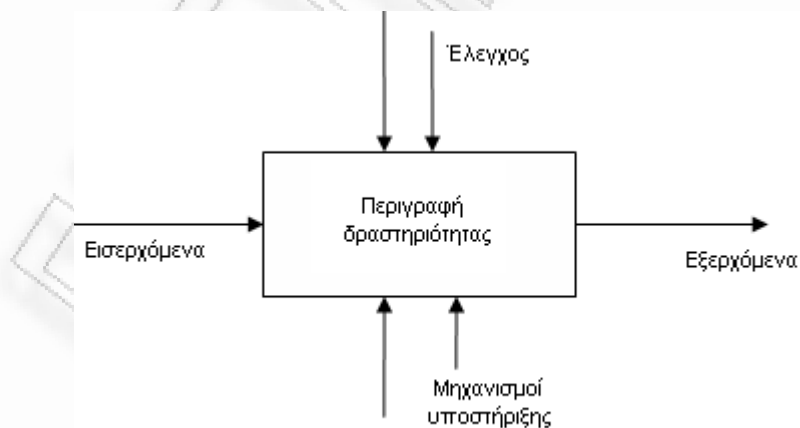 Έλεγχος
Περιγραφή
δραστηριότητας
Εισερχόμενα
Εξερχόμενα
Μηχανισμοί
υποστήριξης